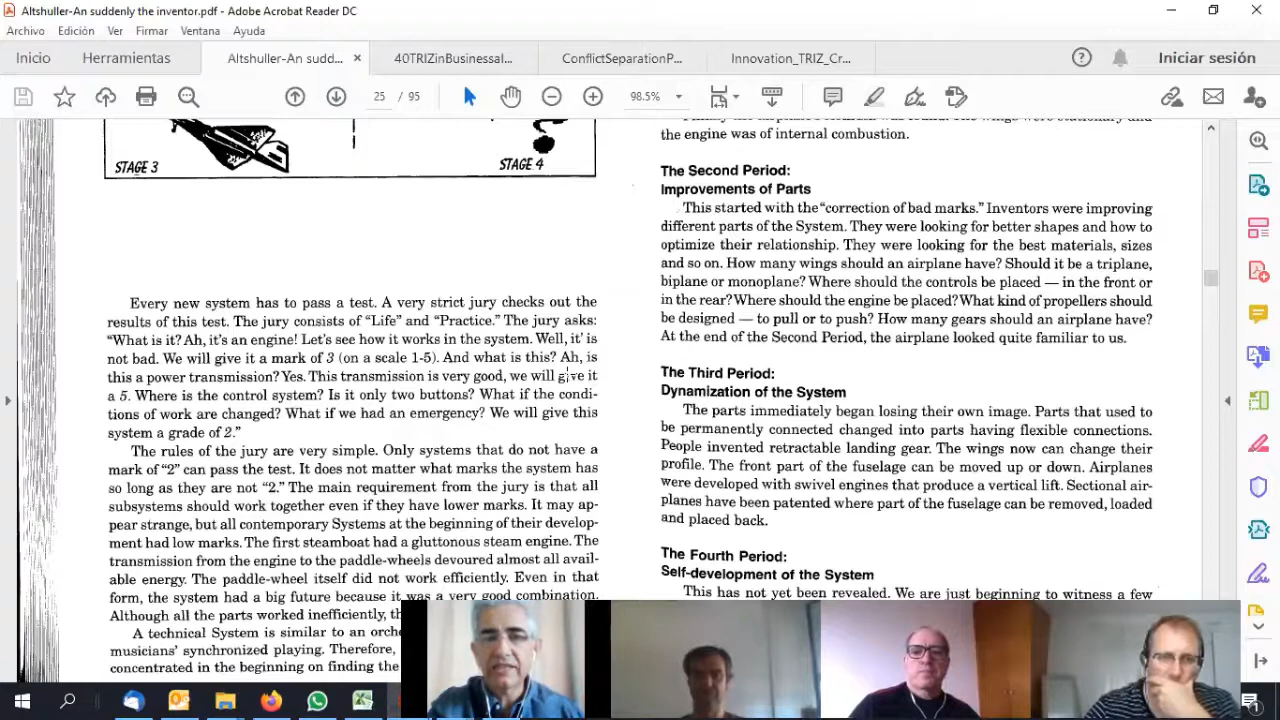 Altshuller-An suddenly the inventor.pdf - Adobe Acrobat Reader DC
Archivo Edición Ver Firmar Ventana Ayuda
Inicio Herramientas Altshuller-An sudd... × 40TRIZinBusinessal... ConflictSeparationP... Innovation_TRIZ_Cr... Iniciar sesión
25 / 95 98.5%
STAGE 3
STAGE 4
Every new system has to pass a test. A very strict jury checks out the
results of this test. The jury consists of “Life” and “Practice.” The jury asks:
“What is it? Ah, it’s an engine! Let’s see how it works in the system. Well, it’ is
not bad. We will give it a mark of 3 (on a scale 1-5). And what is this? Ah, is
this a power transmission? Yes. This transmission is very good, we will give it
a 5. Where is the control system? Is it only two buttons? What if the condi-
tions of work are changed? What if we had an emergency? We will give this
system a grade of 2.”
The rules of the jury are very simple. Only systems that do not have a
mark of “2” can pass the test. It does not matter what marks the system has
so long as they are not “2.” The main requirement from the jury is that all
subsystems should work together even if they have lower marks. It may ap-
pear strange, but all contemporary Systems at the beginning of their develop-
ment had low marks. The first steamboat had a gluttonous steam engine. The
transmission from the engine to the paddle-wheels devoured almost all avail-
able energy. The paddle-wheel itself did not work efficiently. Even in that
form, the system had a big future because it was a very good combination.
Although all the parts worked inefficiently,
A technical System is similar to an
musicians’ synchronized playing. Therefore,
concentrated in the beginning on finding the
the engine was of internal combustion.
The Second Period:
Improvements of Parts
This started with the “correction of bad marks.” Inventors were improving
different parts of the System. They were looking for better shapes and how to
optimize their relationship. They were looking for the best materials, sizes
and so on. How many wings should an airplane have? Should it be a triplane,
biplane or monoplane? Where should the controls be placed — in the front or
in the rear? Where should the engine be placed? What kind of propellers should
be designed — to pull or to push? How many gears should an airplane have?
At the end of the Second Period, the airplane looked quite familiar to us.
The Third Period:
Dynamization of the System
The parts immediately began losing their own image. Parts that used to
be permanently connected changed into parts having flexible connections.
People invented retractable landing gear. The wings now can change their
profile. The front part of the fuselage can be moved up or down. Airplanes
were developed with swivel engines that produce a vertical lift. Sectional air-
planes have been patented where part of the fuselage can be removed, loaded
and placed back.
The Fourth Period:
Self-development of the System
This has not yet been revealed. We are just beginning to witness a few